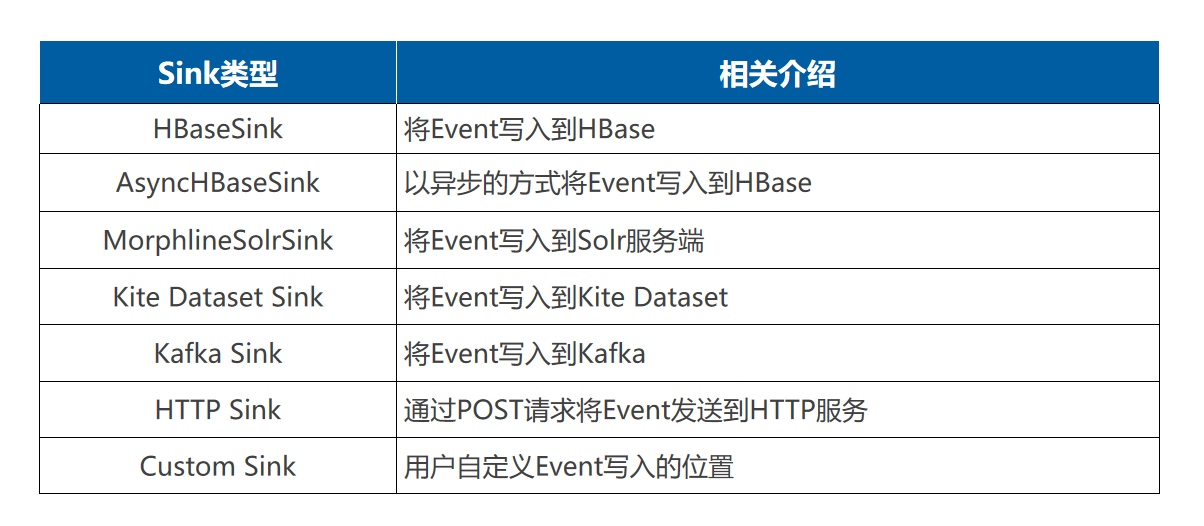 Sink类型 相关介绍
HBaseSink 将Event写入到HBase
AsyncHBaseSink 以异步的方式将Event写入到HBase
MorphlineSolrSink 将Event写入到Solr服务端
Kite Dataset Sink 将Event写入到Kite Dataset
Kafka Sink 将Event写入到Kafka
HTTP Sink 通过POST请求将Event发送到HTTP服务
Custom Sink 用户自定义Event写入的位置